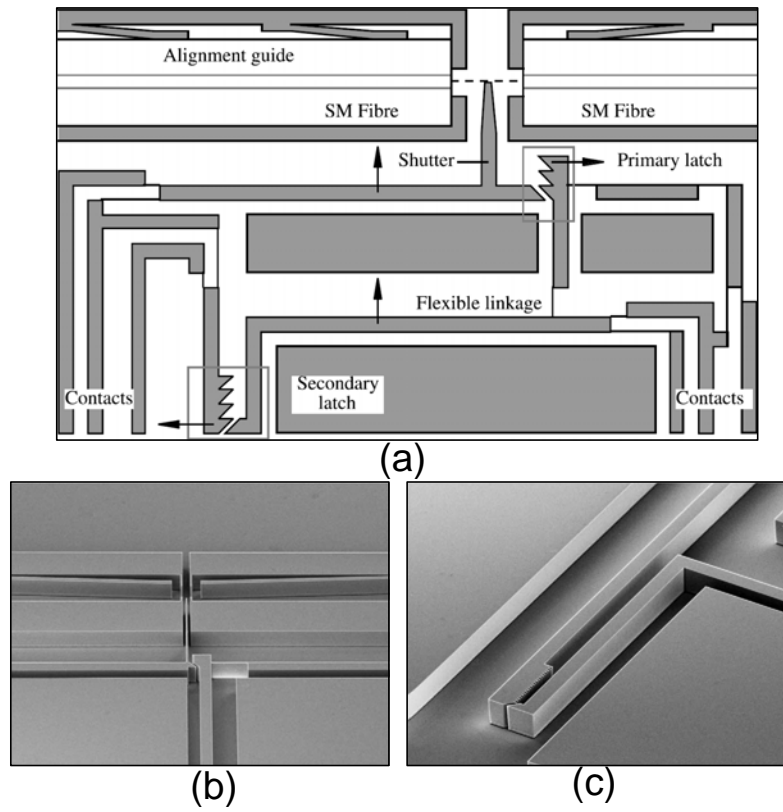 Alignment guide
SM Fibre
SM Fibre
Shutter
Primary latch
Flexible linkage
Contacts
Secondary
latch
Contacts
(a)
(b)
(c)